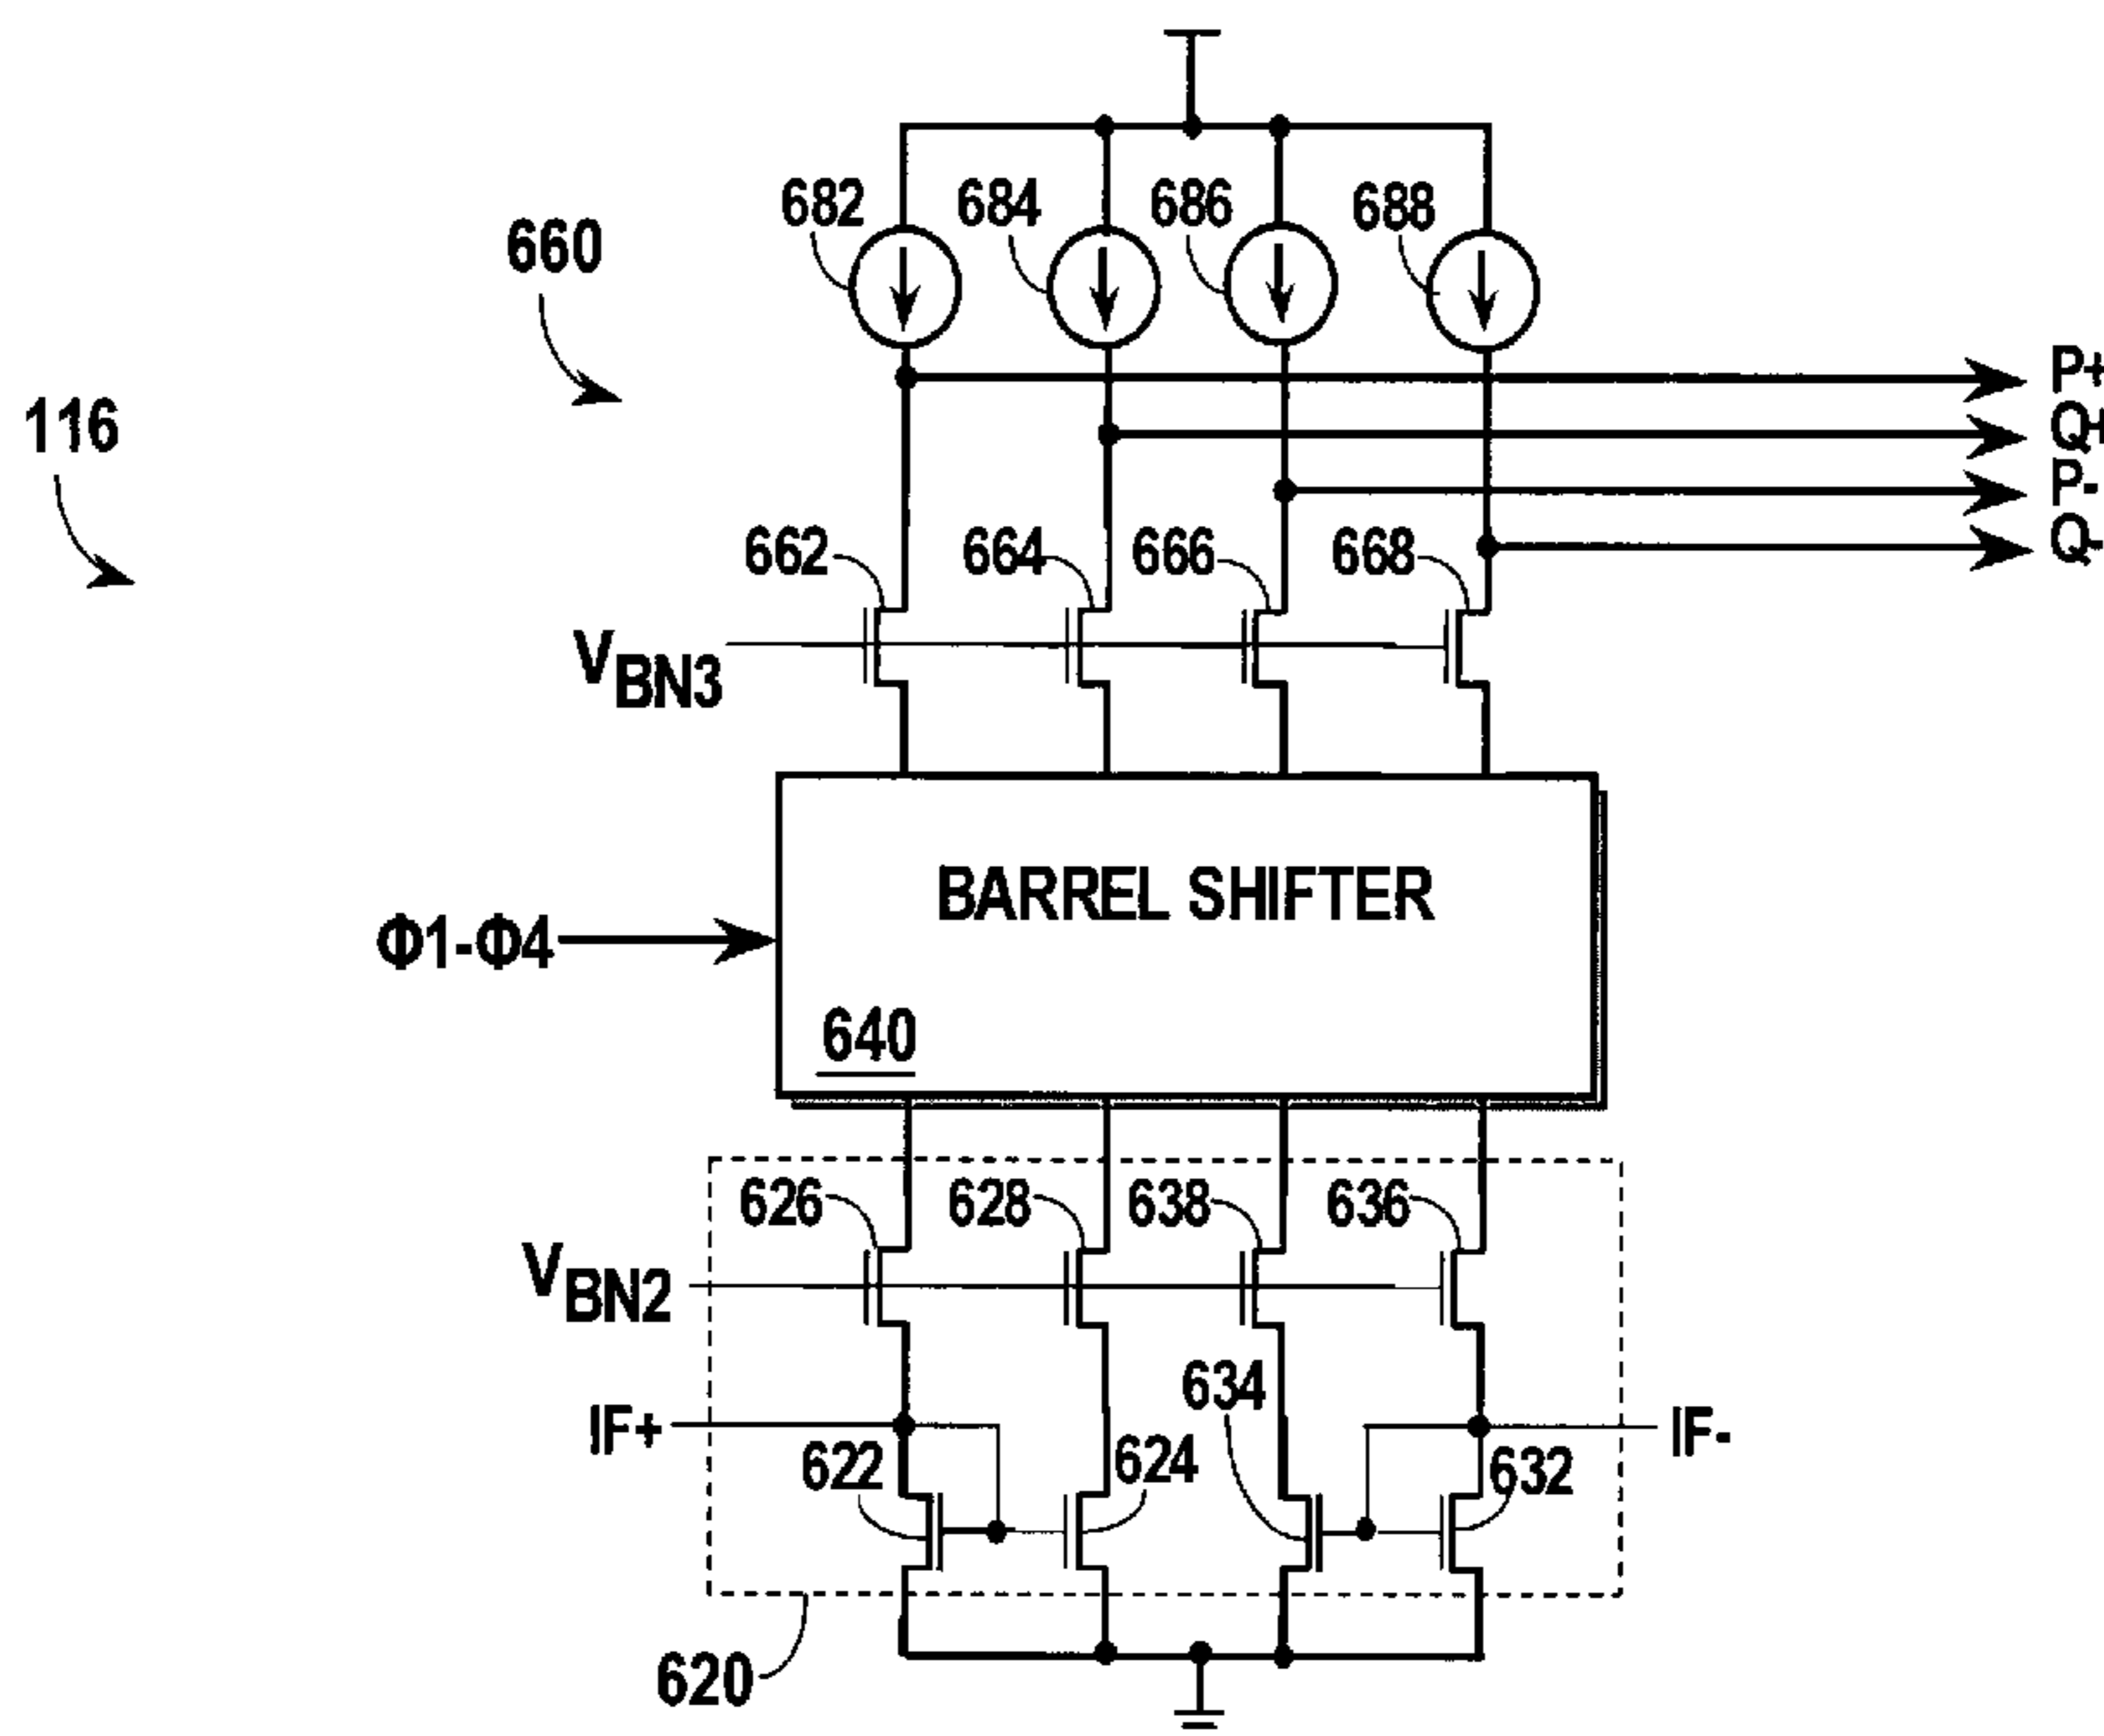 682 684 686 688
660
116
P+
Q+
P-
Q-
662 664 666 668
VBN3
BARREL SHIFTER
Φ1-Φ4
640
626 628 638 636
VBN2
634
IF+ IF-
622 624 632
620